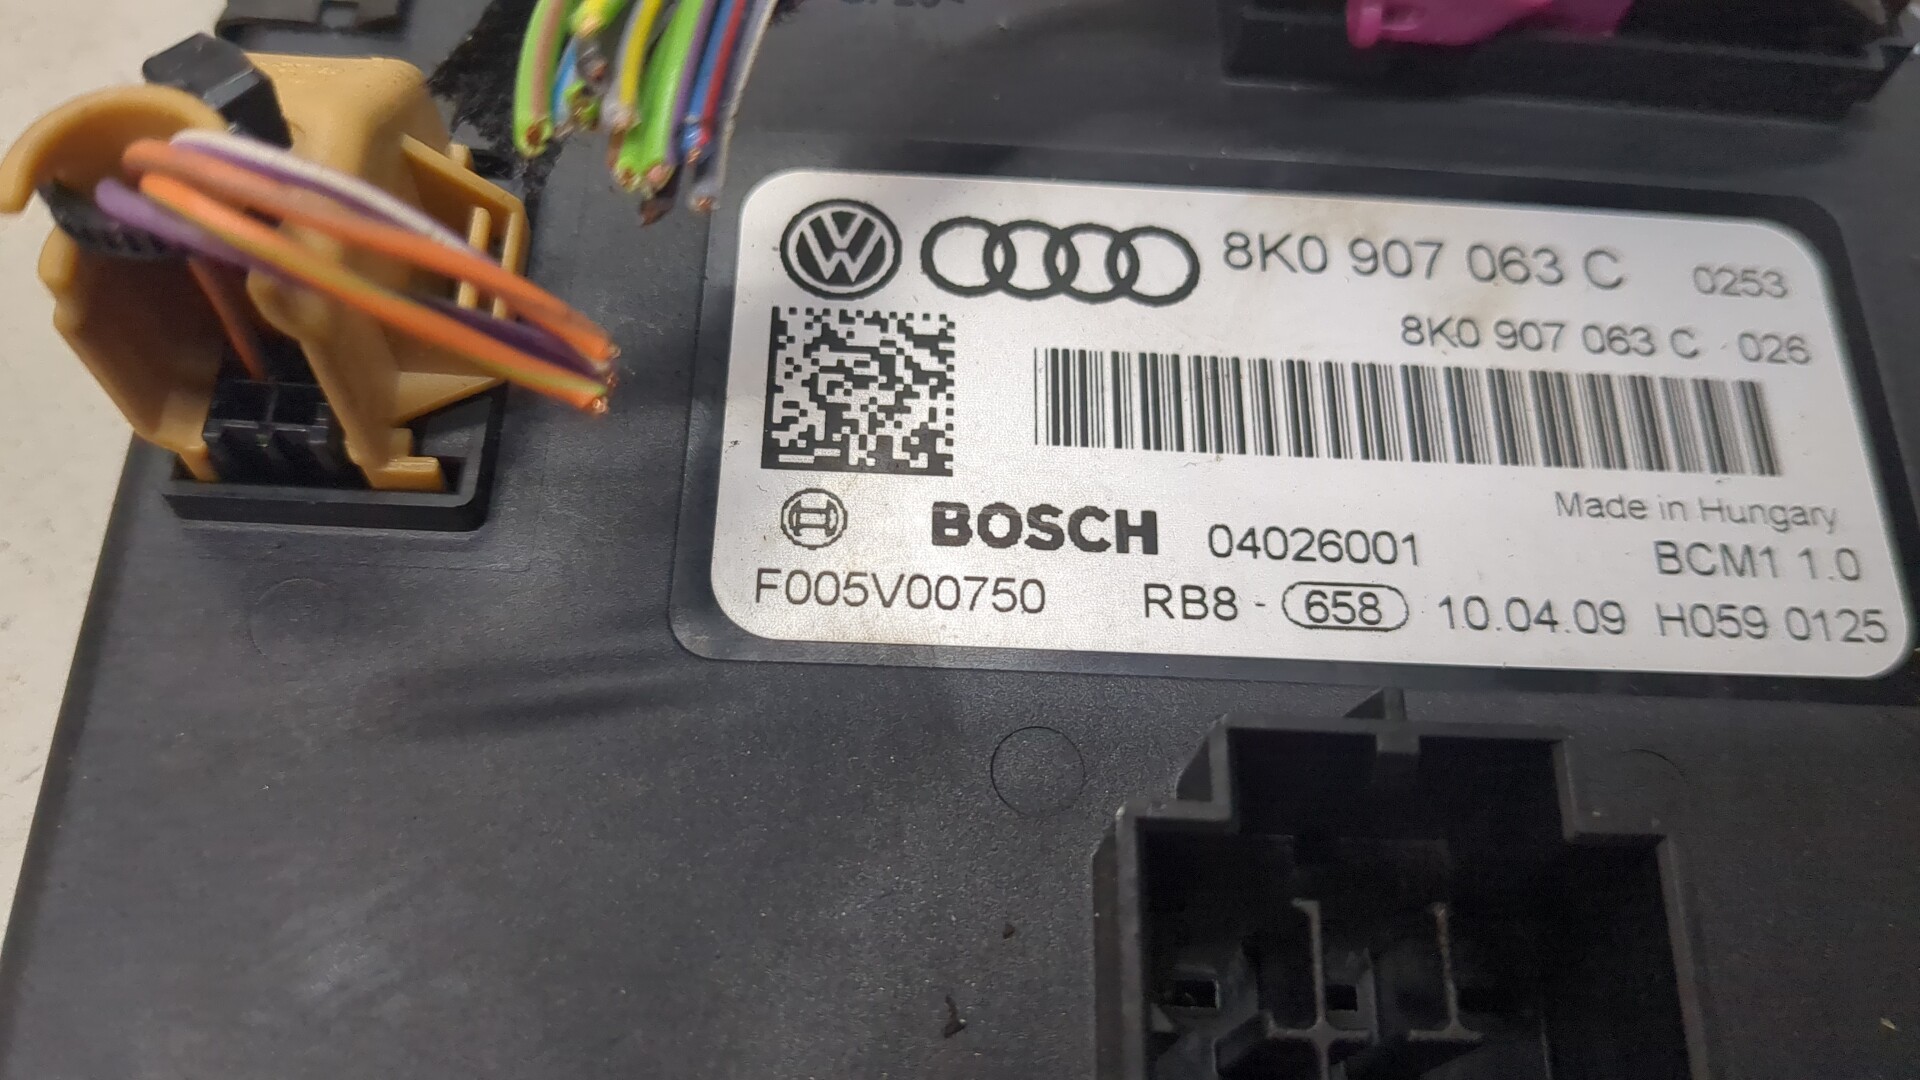 8K0 907 063 C 0253
8K0 907 063 C 026
Made in Hungary
BOSCH 04026001
BCM1 1.0
F005V00750 RB8 - 658 10.04.09 H059 0125